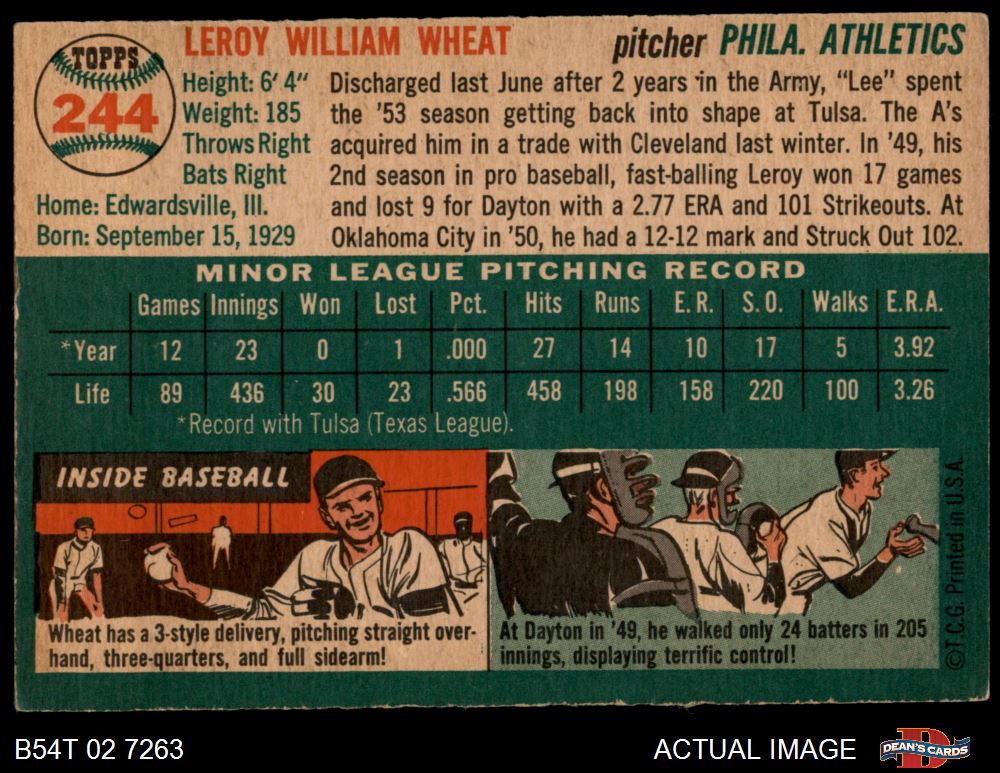 TOPPS
244
LEROY WILLIAM WHEAT
pitcher PHILA. ATHLETICS
Height: 6' 4"
Weight: 185
Throws Right
Bats Right
Home: Edwardsville, Ill.
Born: September 15, 1929
Discharged last June after 2 years in the Army, "Lee" spent
the '53 season getting back into shape at Tulsa. The A's
acquired him in a trade with Cleveland last winter. In '49, his
2nd season in pro baseball, fast-balling Leroy won 17 games
and lost 9 for Dayton with a 2.77 ERA and 101 Strikeouts. At
Oklahoma City in '50, he had a 12-12 mark and Struck Out 102.
MINOR LEAGUE PITCHING RECORD
Games Innings Won Lost Pct. Hits Runs E.R. S.O. Walks E.R.A.
*Year 12 23 0 1 .000 27 14 10 17 5 3.92
Life 89 436 30 23 .566 458 198 158 220 100 3.26
*Record with Tulsa (Texas League).
INSIDE BASEBALL
Wheat has a 3-style delivery, pitching straight over-
hand, three-quarters, and full sidearm!
At Dayton in '49, he walked only 24 batters in 205
innings, displaying terrific control!
©T.C.G. Printed in U.S.A.
B54T 02 7263
ACTUAL IMAGE
DEAN'S CARDS